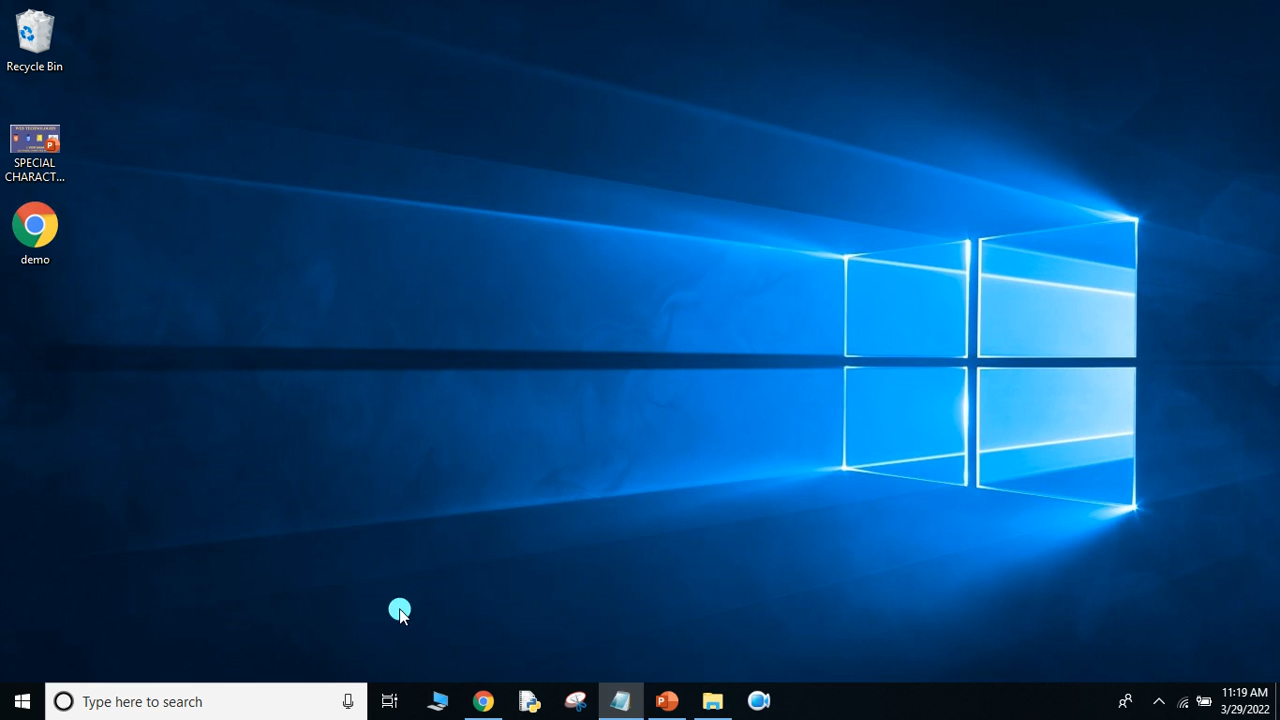 Recycle Bin
SPECIAL
CHARACT...
demo
Type here to search
11:19 AM
3/29/2022